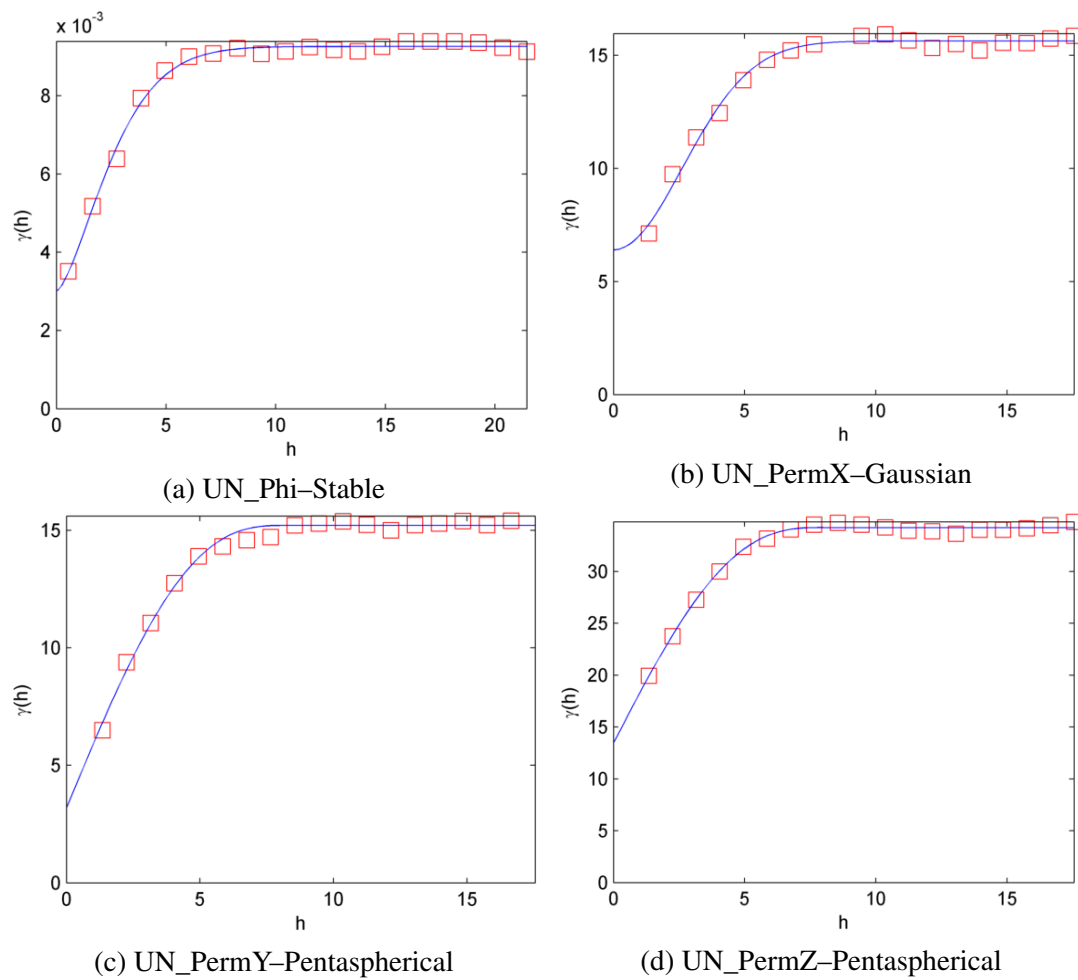 x 10⁻³
8
6
4
2
0
γ(h)
0 5 10 15 20
h
(a) UN_Phi–Stable
15
10
5
0
γ(h)
0 5 10 15
h
(b) UN_PermX–Gaussian
15
10
5
0
γ(h)
0 5 10 15
h
(c) UN_PermY–Pentaspherical
30
25
20
15
10
5
0
γ(h)
0 5 10 15
h
(d) UN_PermZ–Pentaspherical